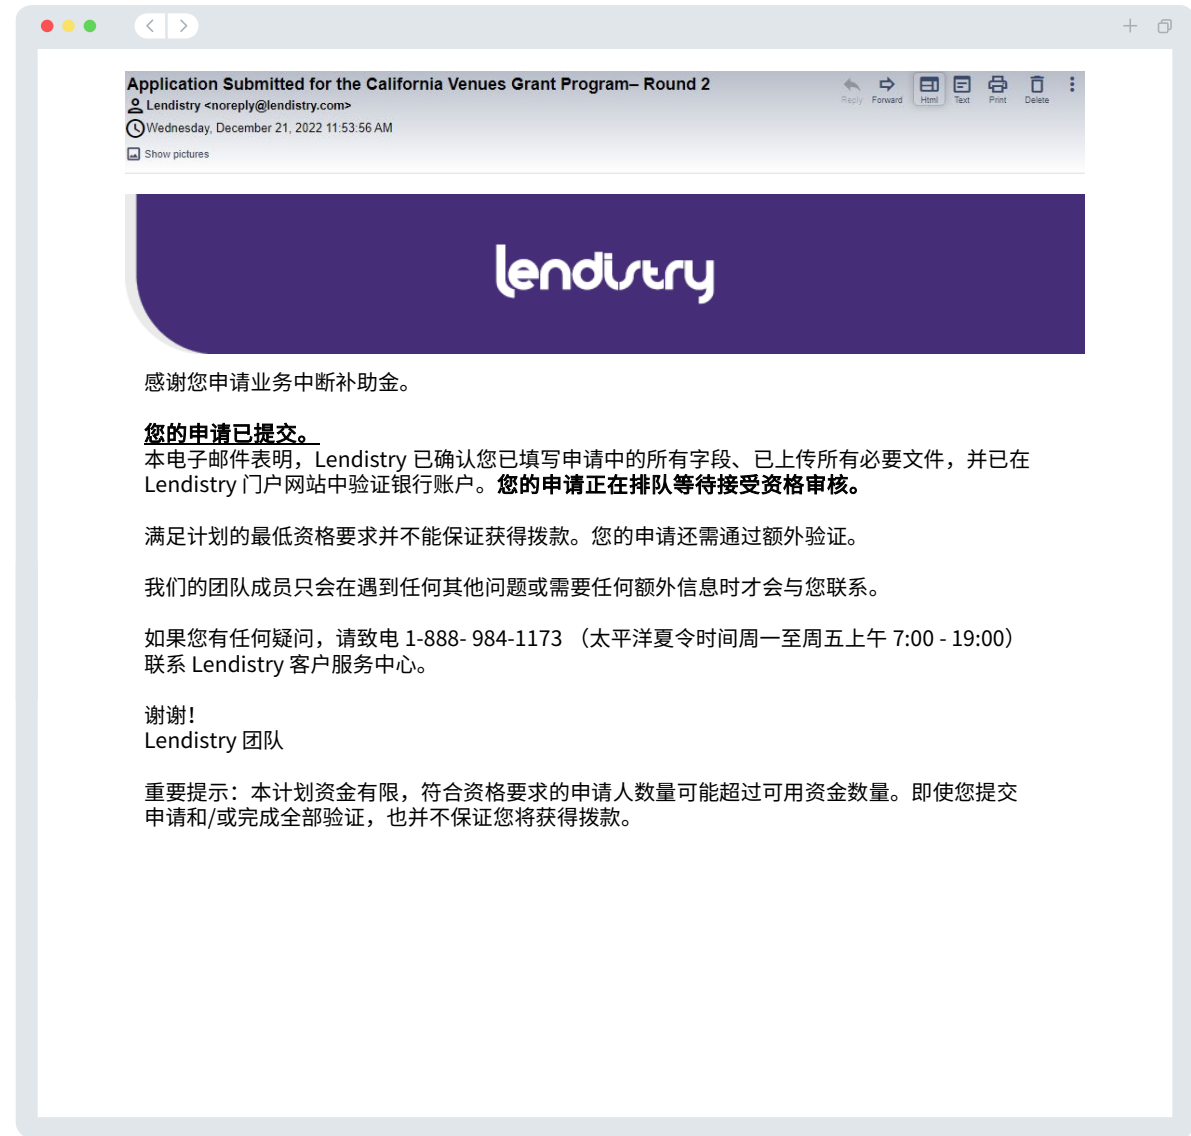 Application Submitted for the California Venues Grant Program– Round 2
Lendistry <noreply@lendistry.com>
Wednesday, December 21, 2022 11:53:56 AM
Show pictures
Reply Forward Html Text Print Delete
lendistry
感谢您申请业务中断补助金。
您的申请已提交。
本电子邮件表明，Lendistry 已确认您已填写申请中的所有字段、已上传所有必要文件，并已在
Lendistry 门户网站中验证银行账户。您的申请正在排队等待接受资格审核。
满足计划的最低资格要求并不能保证获得拨款。您的申请还需通过额外验证。
我们的团队成员只会在遇到任何其他问题或需要任何额外信息时才会与您联系。
如果您有任何疑问，请致电 1-888- 984-1173 （太平洋夏令时间周一至周五上午 7:00 - 19:00）
联系 Lendistry 客户服务中心。
谢谢！
Lendistry 团队
重要提示：本计划资金有限，符合资格要求的申请人数量可能超过可用资金数量。即使您提交
申请和/或完成全部验证，也并不保证您将获得拨款。